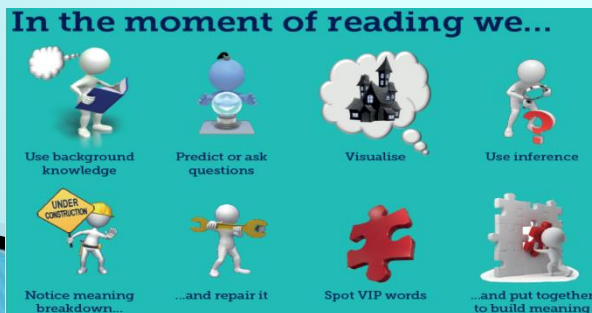 In the moment of reading we...
Use background
knowledge
Predict or ask
questions
Visualise
Use inference
UNDER
CONSTRUCTION
Notice meaning
breakdown...
...and repair it
Spot VIP words
...and put together
to build meaning